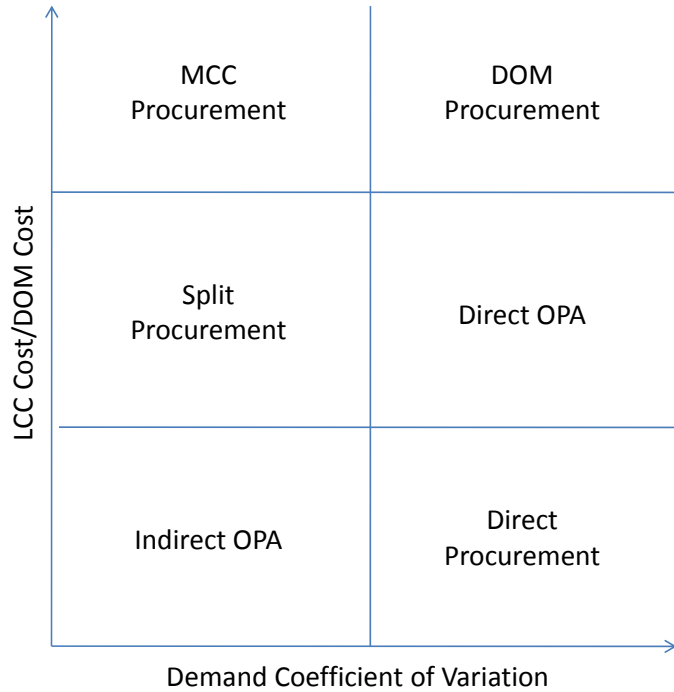 MCC
Procurement
DOM
Procurement
LCC Cost/DOM Cost
Split
Procurement
Direct OPA
Indirect OPA
Direct
Procurement
Demand Coefficient of Variation